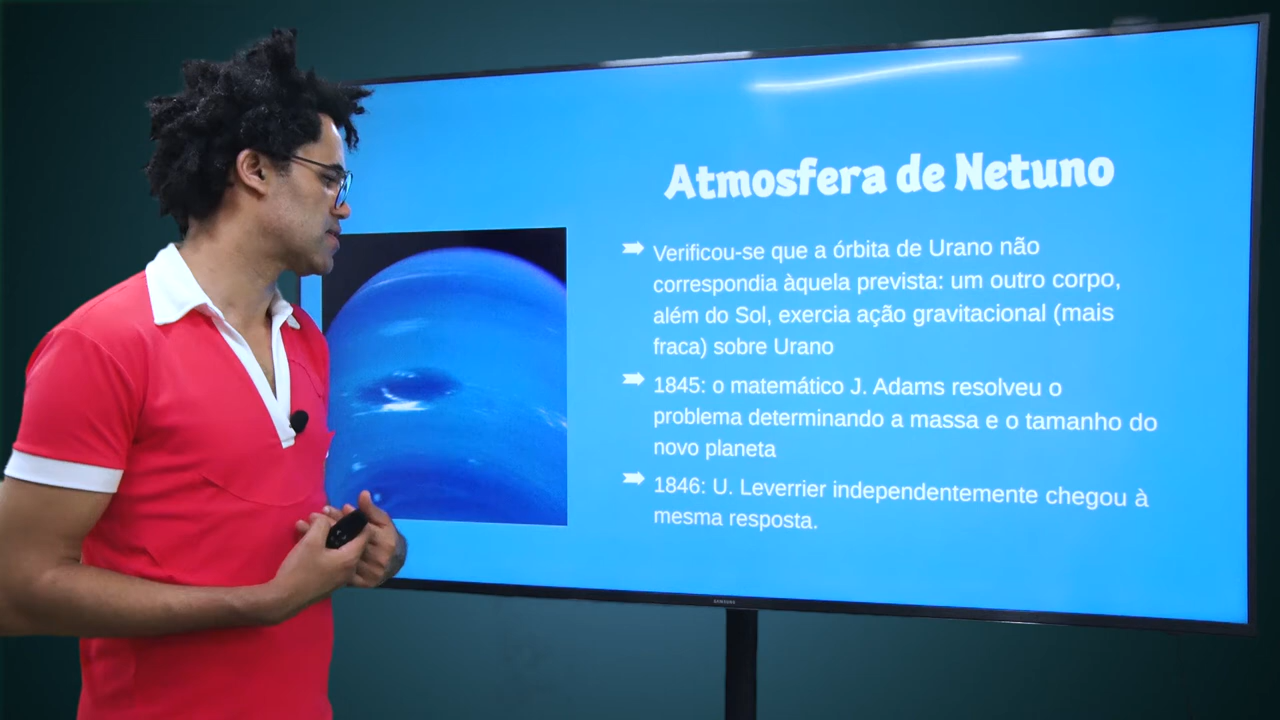 Atmosfera de Netuno
Verificou-se que a órbita de Urano não
correspondia àquela prevista: um outro corpo,
além do Sol, exercia ação gravitacional (mais
fraca) sobre Urano
1845: o matemático J. Adams resolveu o
problema determinando a massa e o tamanho do
novo planeta
1846: U. Leverrier independentemente chegou à
mesma resposta.
SAMSUNG